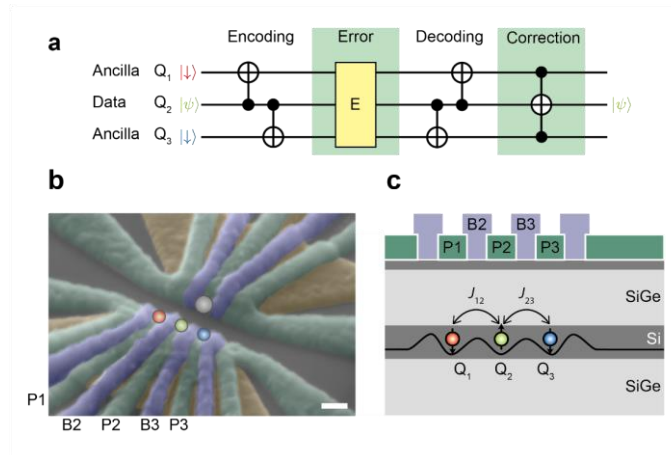 a
Encoding Error Decoding Correction
Ancilla Q₁ |↓⟩
Data Q₂ |ψ⟩ E |ψ⟩
Ancilla Q₃ |↓⟩
b
P1
B2 P2 B3 P3
c
B2 B3
P1 P2 P3
SiGe
J₁₂ J₂₃
Si
Q₁ Q₂ Q₃
SiGe